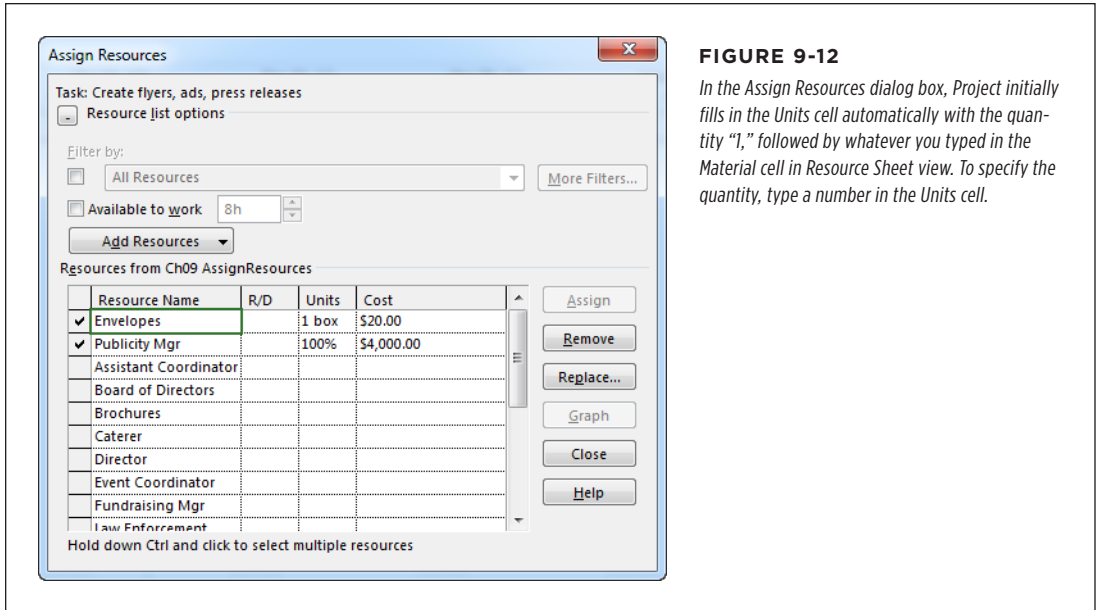 Assign Resources
X
Task: Create flyers, ads, press releases
- Resource list options
Filter by:
All Resources
More Filters...
Available to work 8h
Add Resources
Resources from Ch09 AssignResources
Resource Name R/D Units Cost
Envelopes 1 box $20.00
Publicity Mgr 100% $4,000.00
Assistant Coordinator
Board of Directors
Brochures
Caterer
Director
Event Coordinator
Fundraising Mgr
Law Enforcement
Assign
Remove
Replace...
Graph
Close
Help
Hold down Ctrl and click to select multiple resources
FIGURE 9-12
In the Assign Resources dialog box, Project initially
fills in the Units cell automatically with the quan-
tity “1,” followed by whatever you typed in the
Material cell in Resource Sheet view. To specify the
quantity, type a number in the Units cell.